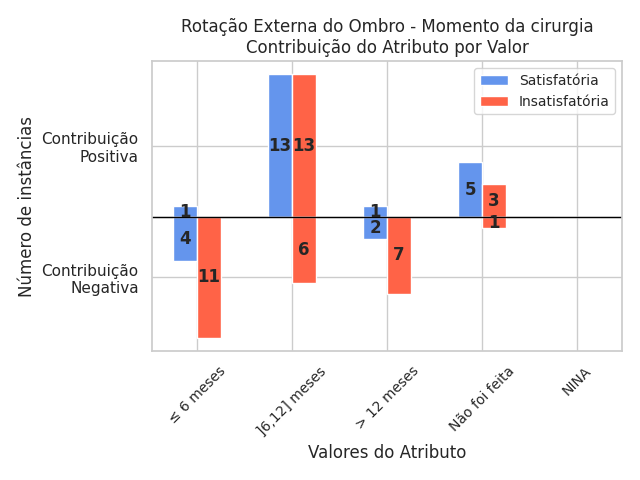 Rotação Externa do Ombro - Momento da cirurgia
Contribuição do Atributo por Valor
Satisfatória
Insatisfatória
Número de instâncias
Contribuição
Positiva
Contribuição
Negativa
1
4
11
13
13
6
1
2
7
5
3
1
≤ 6 meses
]6,12] meses
> 12 meses
Não foi feita
NINA
Valores do Atributo